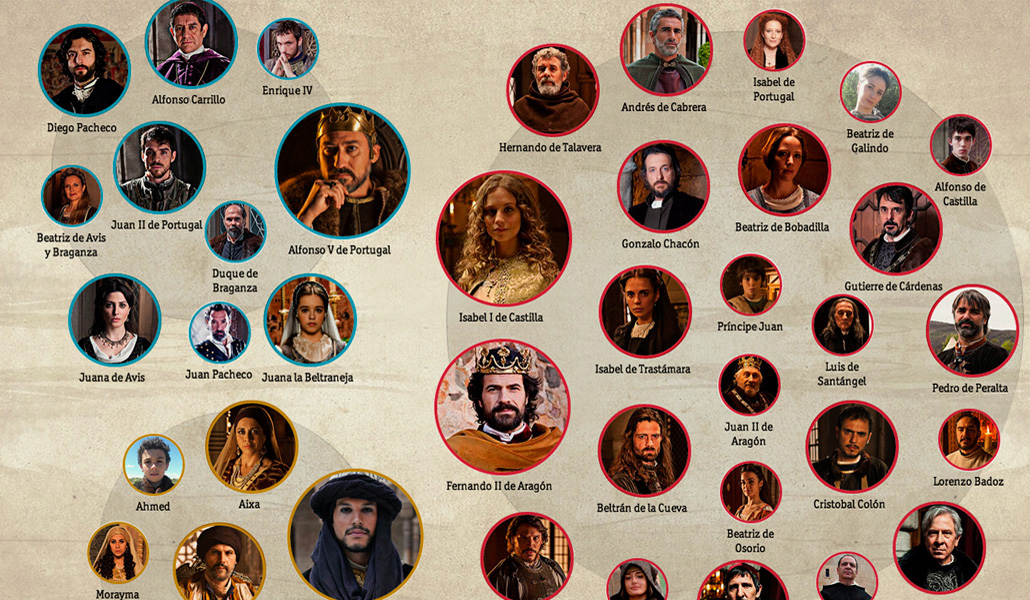 Diego Pacheco
Alfonso Carrillo
Enrique IV
Beatriz de Avis
y Braganza
Juan II de Portugal
Duque de
Braganza
Alfonso V de Portugal
Juana de Avis
Juan Pacheco
Juana la Beltraneja
Ahmed
Aixa
Morayma
Hernando de Talavera
Andrés de Cabrera
Isabel de
Portugal
Beatriz de
Galindo
Alfonso de
Castilla
Isabel I de Castilla
Gonzalo Chacón
Beatriz de Bobadilla
Gutierre de Cárdenas
Isabel de Trastámara
Príncipe Juan
Luis de
Santángel
Pedro de Peralta
Fernando II de Aragón
Juan II de
Aragón
Beltrán de la Cueva
Beatriz de
Osorio
Cristobal Colón
Lorenzo Badoz